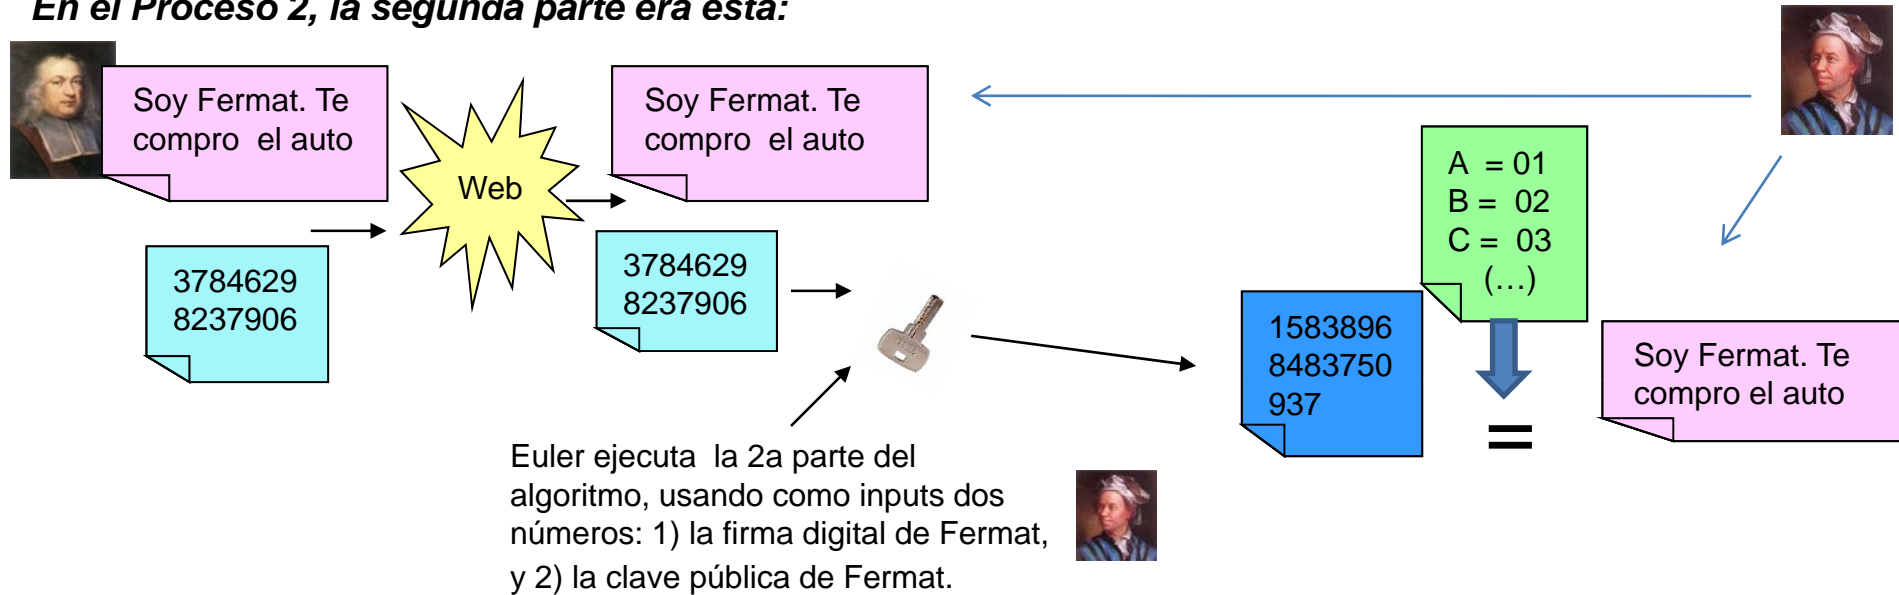 En el Proceso 2, la segunda parte era esta:
Soy Fermat. Te
compro el auto
Web
Soy Fermat. Te
compro el auto
A = 01
B = 02
C = 03
(...)
3784629
8237906
3784629
8237906
1583896
8483750
937
=
Soy Fermat. Te
compro el auto
Euler ejecuta la 2a parte del
algoritmo, usando como inputs dos
números: 1) la firma digital de Fermat,
y 2) la clave pública de Fermat.